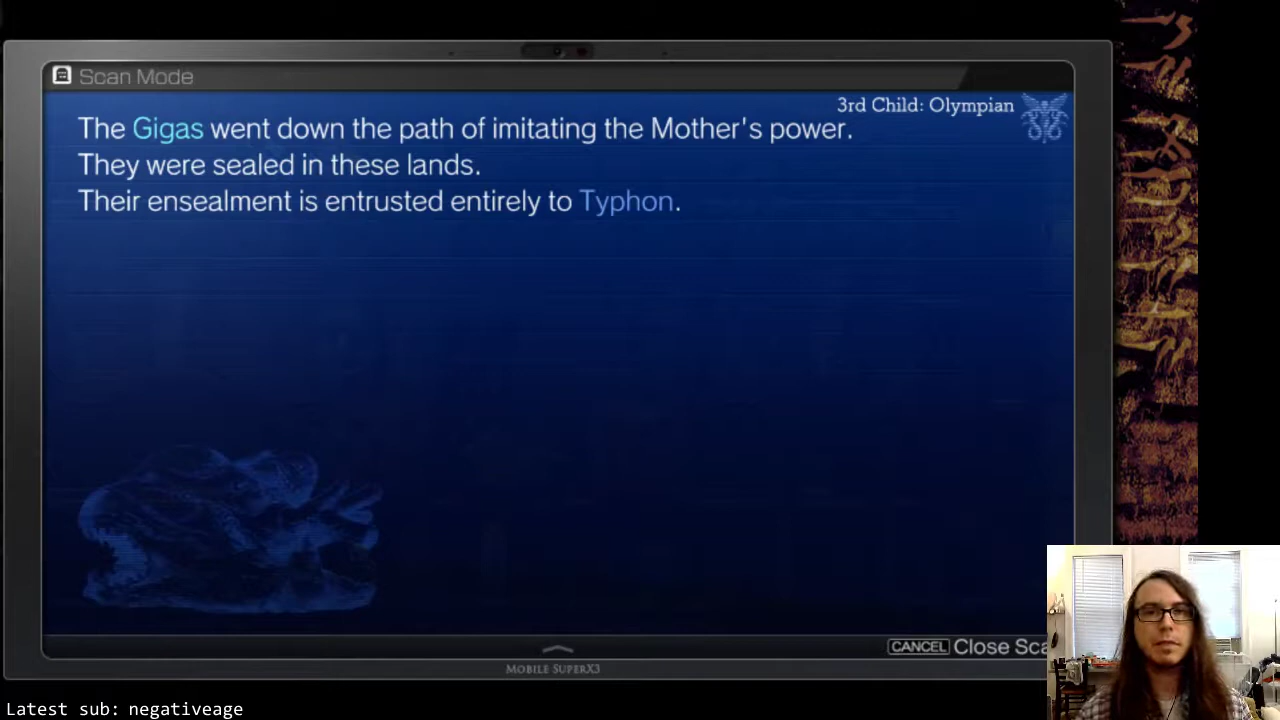 Scan Mode
3rd Child: Olympian
The Gigas went down the path of imitating the Mother's power.
They were sealed in these lands.
Their ensealment is entrusted entirely to Typhon.
CANCEL Close Sca
MOBILE SUPERX3
Latest sub: negativeage